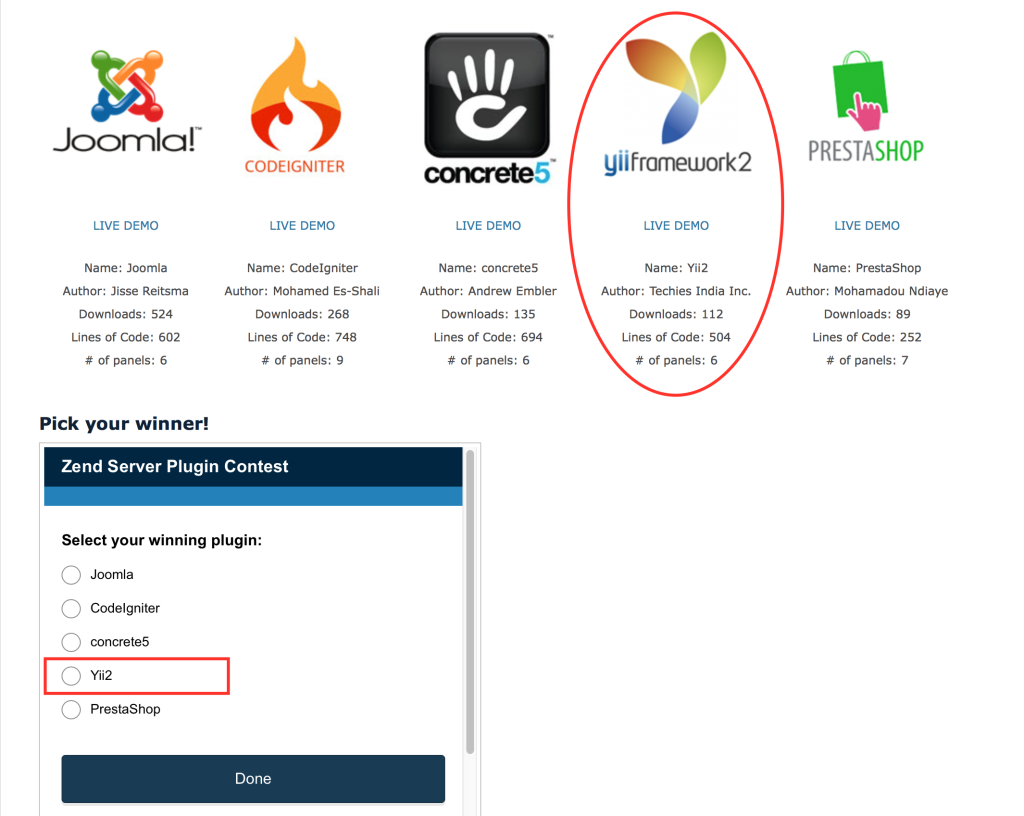 Joomla!™
CODEIGNITER
concrete5™
yiiframework2
PRESTASHOP
LIVE DEMO
LIVE DEMO
LIVE DEMO
LIVE DEMO
LIVE DEMO
Name: Joomla
Author: Jisse Reitsma
Downloads: 524
Lines of Code: 602
# of panels: 6
Name: CodeIgniter
Author: Mohamed Es-Shali
Downloads: 268
Lines of Code: 748
# of panels: 9
Name: concrete5
Author: Andrew Embler
Downloads: 135
Lines of Code: 694
# of panels: 6
Name: Yii2
Author: Techies India Inc.
Downloads: 112
Lines of Code: 504
# of panels: 6
Name: PrestaShop
Author: Mohamadou Ndiaye
Downloads: 89
Lines of Code: 252
# of panels: 7
Pick your winner!
Zend Server Plugin Contest
Select your winning plugin:
Joomla
CodeIgniter
concrete5
Yii2
PrestaShop
Done